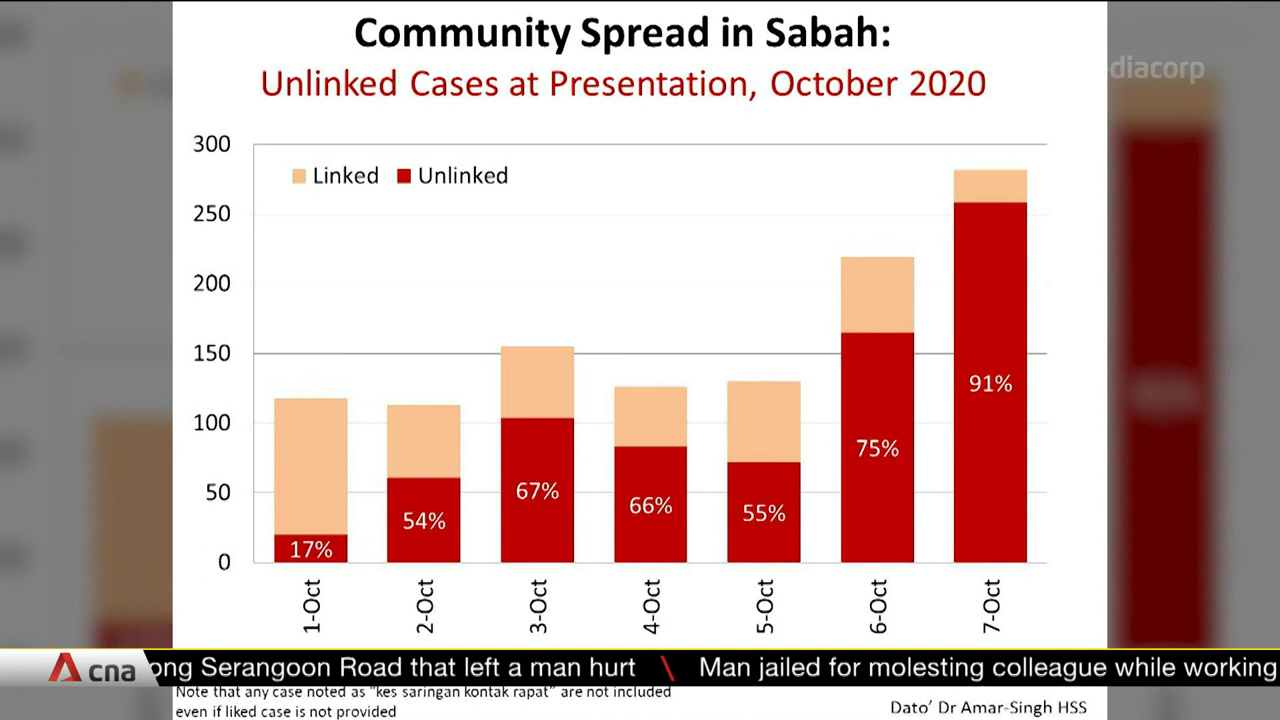 Community Spread in Sabah:
Unlinked Cases at Presentation, October 2020
diacorp
300
Linked Unlinked
250
200
150
100
50
0
17%
54%
67%
66%
55%
75%
91%
1-Oct
2-Oct
3-Oct
4-Oct
5-Oct
6-Oct
7-Oct
cna ong Serangoon Road that left a man hurt \ Man jailed for molesting colleague while working
Note that any case noted as "kes saringan kontak rapat" are not included
even if liked case is not provided
Dato' Dr Amar-Singh HSS